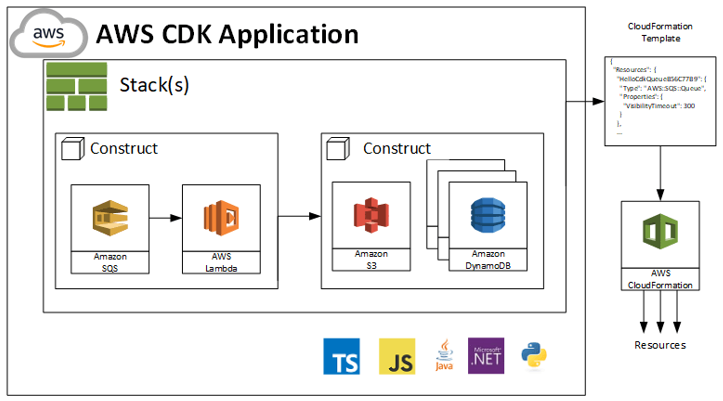 aws
AWS CDK Application
Stack(s)
Construct
Amazon
SQS
AWS
Lambda
Construct
Amazon
S3
Amazon
DynamoDB
TS
JS
Java
Microsoft
.NET
CloudFormation
Template
{
"Resources": {
"HelloCdkQueueB56C77B9": {
"Type": "AWS::SQS::Queue",
"Properties": {
"VisibilityTimeout": 300
}
},
...
AWS
CloudFormation
Resources